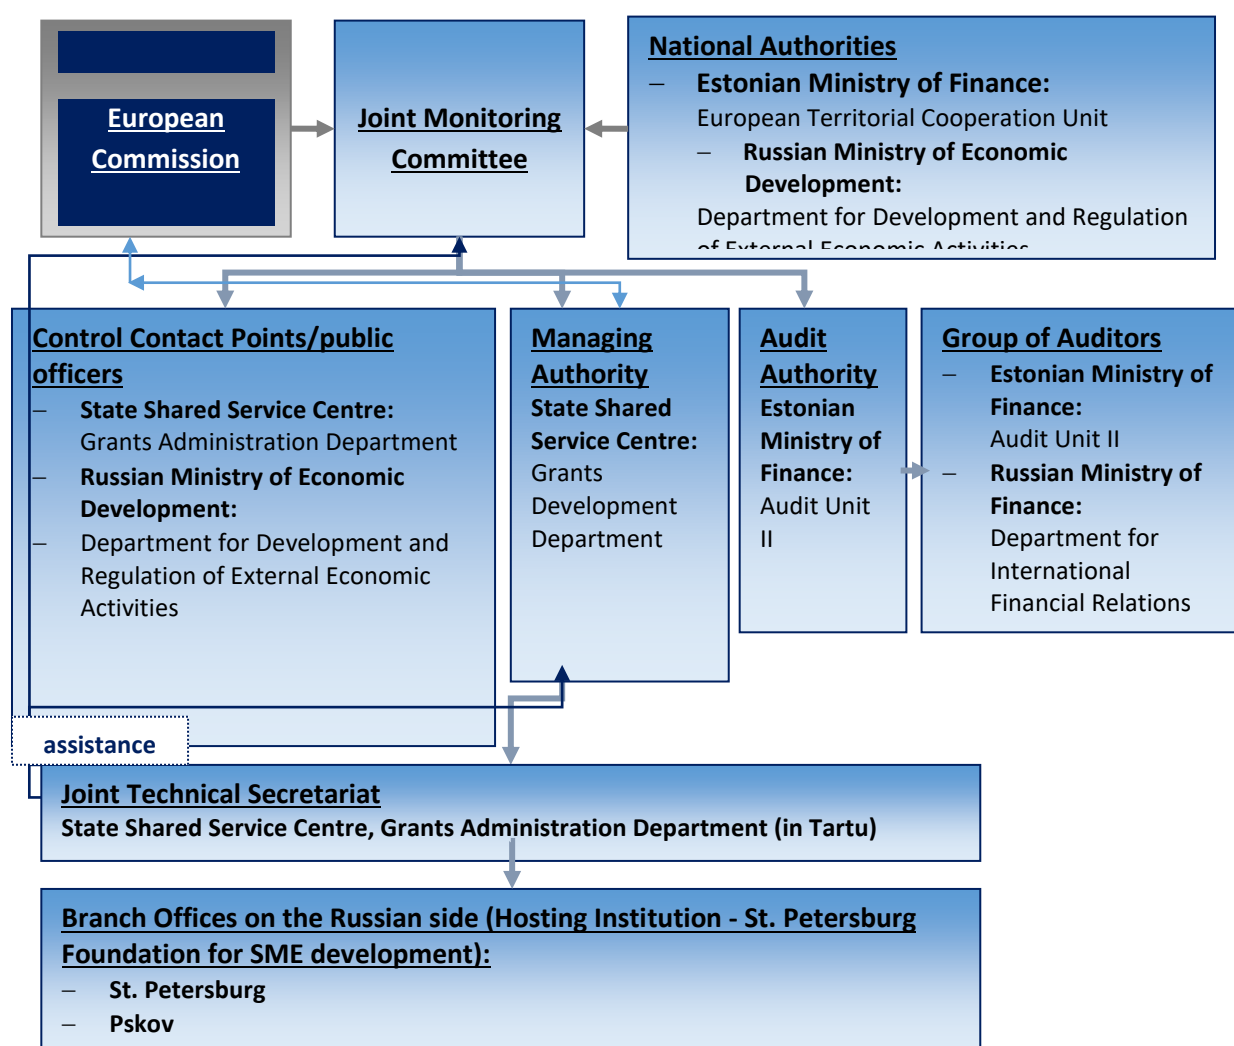 European
Commission
Joint Monitoring
Committee
National Authorities
– Estonian Ministry of Finance:
European Territorial Cooperation Unit
– Russian Ministry of Economic
Development:
Department for Development and Regulation
of External Economic Activities
Control Contact Points/public
officers
– State Shared Service Centre:
Grants Administration Department
– Russian Ministry of Economic
Development:
– Department for Development and
Regulation of External Economic
Activities
Managing
Authority
State Shared
Service Centre:
Grants
Development
Department
Audit
Authority
Estonian
Ministry of
Finance:
Audit Unit
II
Group of Auditors
– Estonian Ministry of
Finance:
Audit Unit II
– Russian Ministry of
Finance:
Department for
International
Financial Relations
assistance
Joint Technical Secretariat
State Shared Service Centre, Grants Administration Department (in Tartu)
Branch Offices on the Russian side (Hosting Institution - St. Petersburg
Foundation for SME development):
– St. Petersburg
– Pskov